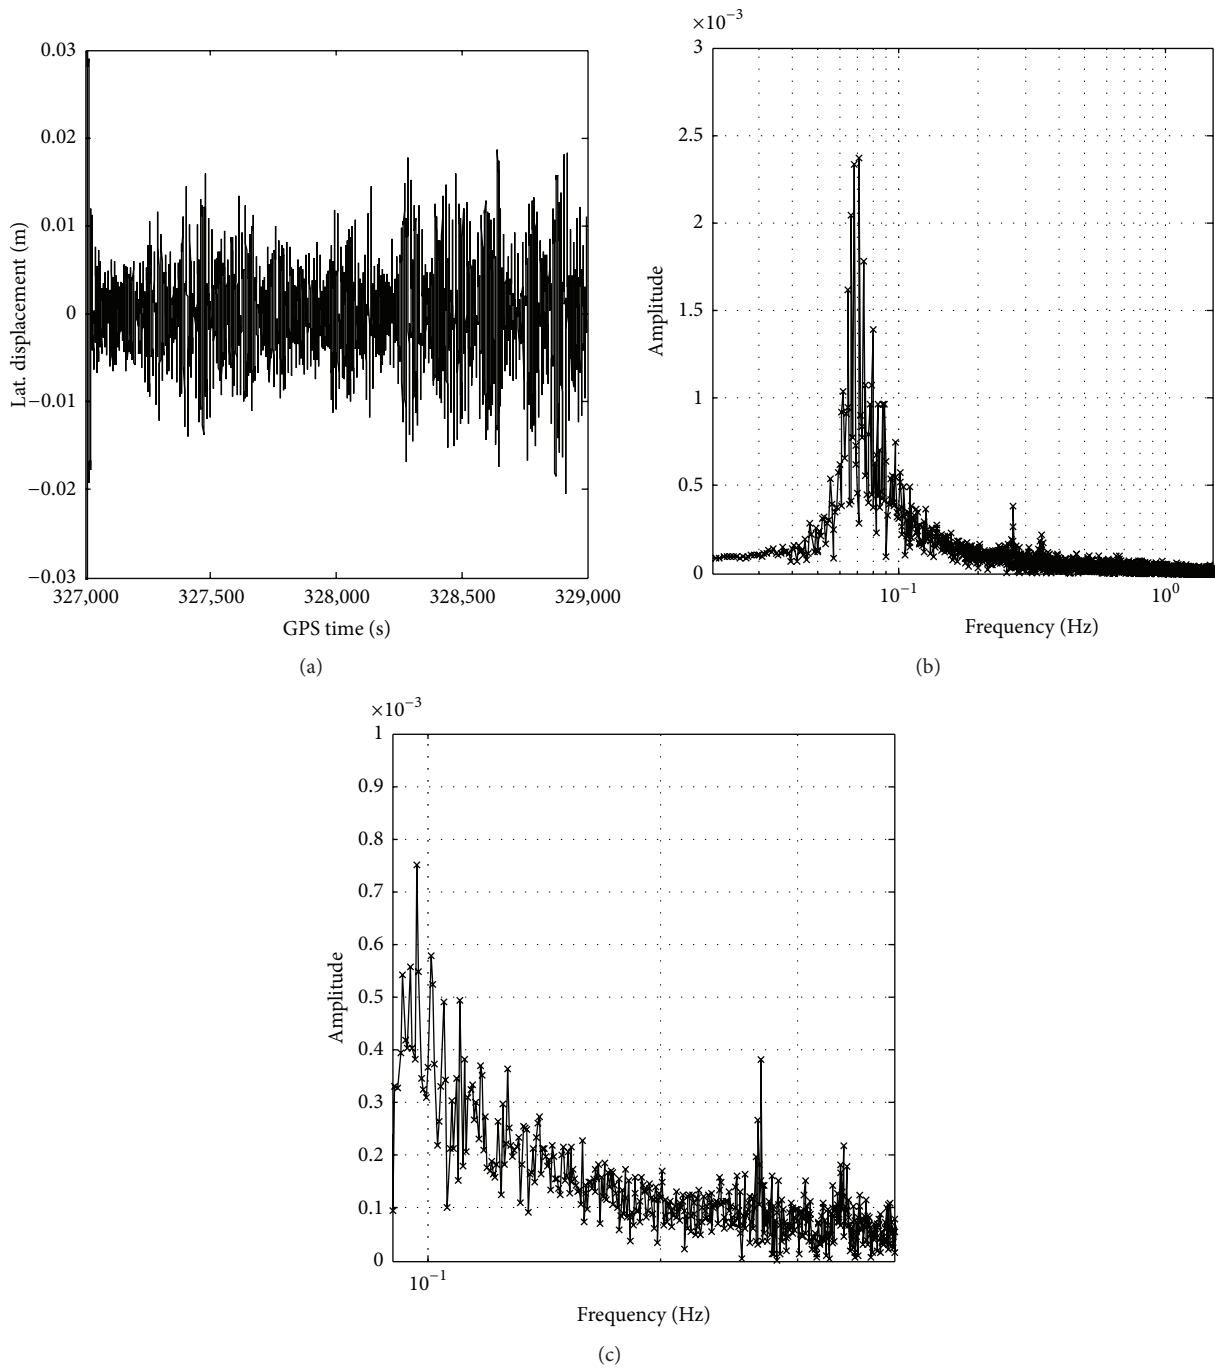 0.03
0.02
0.01
0
−0.01
−0.02
−0.03
Lat. displacement (m)
327,000 327,500 328,000 328,500 329,000
GPS time (s)
(a)
×10−3
3
2.5
2
1.5
1
0.5
0
Amplitude
10−1 100
Frequency (Hz)
(b)
×10−3
1
0.9
0.8
0.7
0.6
0.5
0.4
0.3
0.2
0.1
0
Amplitude
10−1
Frequency (Hz)
(c)